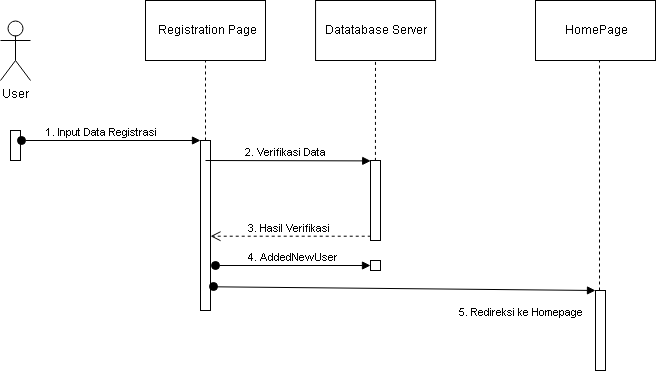 Registration Page
Datatabase Server
HomePage
User
1. Input Data Registrasi
2. Verifikasi Data
3. Hasil Verifikasi
4. AddedNewUser
5. Redireksi ke Homepage